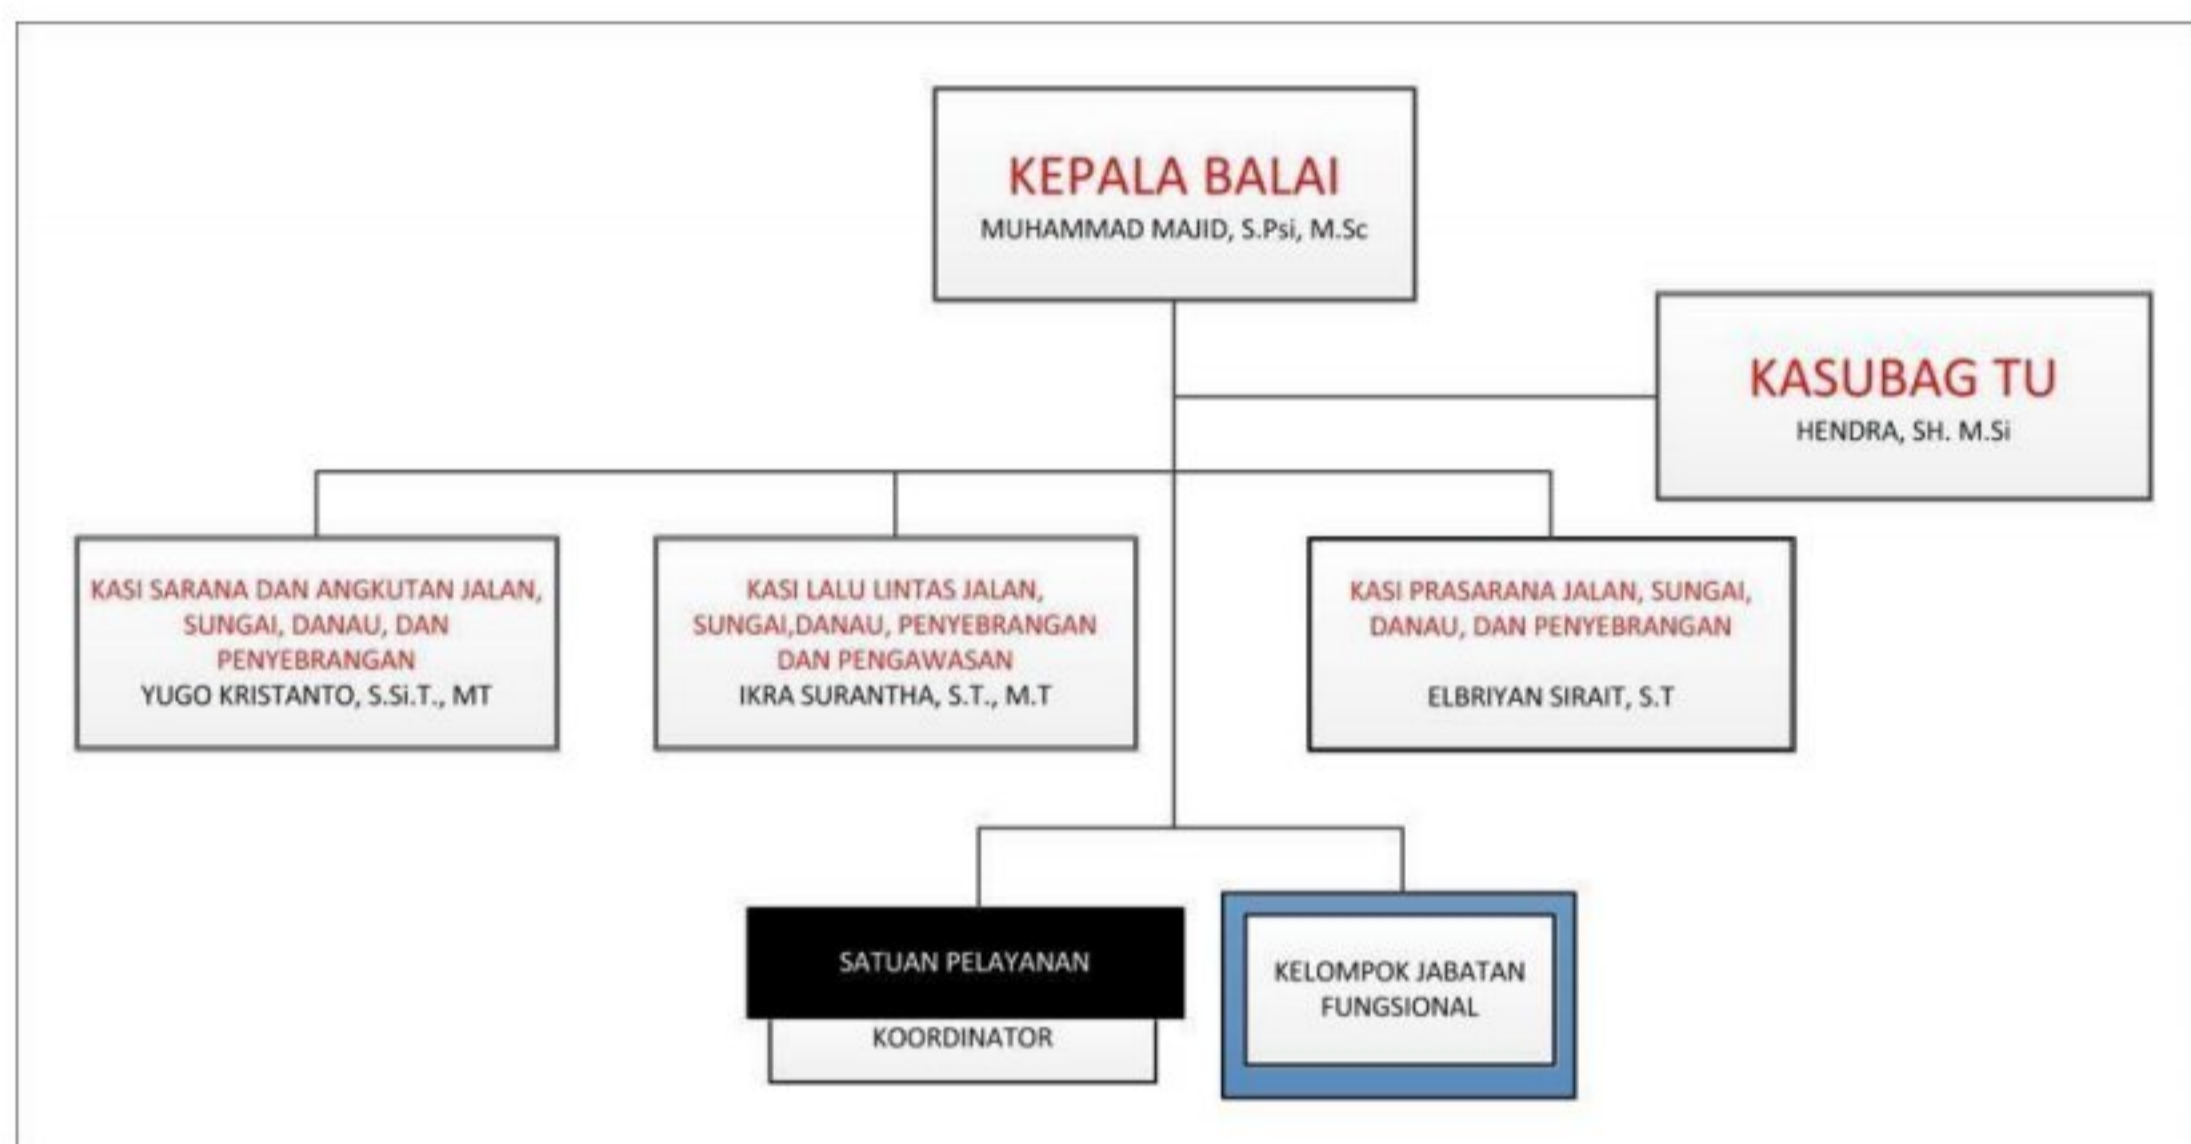 KEPALA BALAI
MUHAMMAD MAJID, S.Psi, M.Sc
KASUBAG TU
HENDRA, SH. M.Si
KASI SARANA DAN ANGKUTAN JALAN,
SUNGAI, DANAU, DAN
PENYEBRANGAN
YUGO KRISTANTO, S.Si.T., MT
KASI LALU LINTAS JALAN,
SUNGAI,DANAU, PENYEBRANGAN
DAN PENGAWASAN
IKRA SURANTHA, S.T., M.T
KASI PRASARANA JALAN, SUNGAI,
DANAU, DAN PENYEBRANGAN
ELBRIYAN SIRAIT, S.T
SATUAN PELAYANAN
KOORDINATOR
KELOMPOK JABATAN
FUNGSIONAL